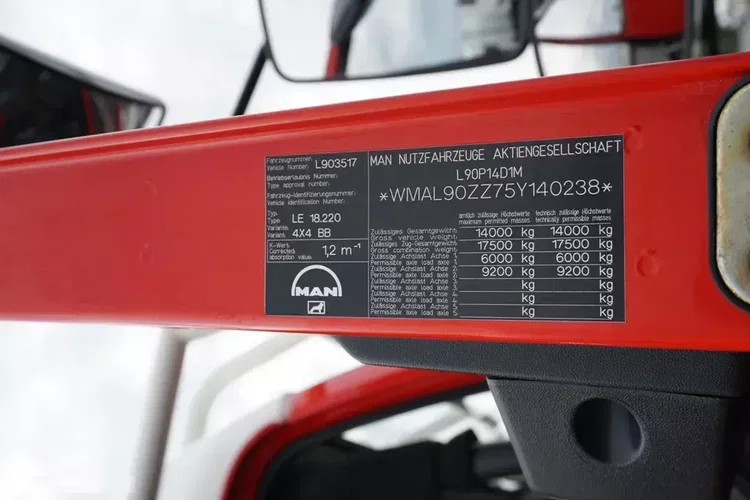 Fahrzeugnummer:
Vehicle Number: L903517
Betriebserlaubnis Nummer:
Type approval number:
Fahrzeug-Identifizierungsnummer:
Vehicle Identification Number:
Typ:
Type: LE 18.220
Variante:
Variant: 4X4 BB
K-Wert:
Corrected
absorption value: 1,2 m⁻¹
MAN
MAN NUTZFAHRZEUGE AKTIENGESELLSCHAFT
L90P14D1M
*WMAL90ZZ75Y140238*
amtlich zulässige Höchstwerte technisch zulässige Höchstwerte
permitted maximum masses technically permitted masses
Zulässiges Gesamtgewicht:
Gross vehicle weight: 14000 kg 14000 kg
Zulässiges Zug-Gesamtgewicht:
Gross combination weight: 17500 kg 17500 kg
Zulässige Achslast Achse 1:
Permissible axle load axle 1: 6000 kg 6000 kg
Zulässige Achslast Achse 2:
Permissible axle load axle 2: 9200 kg 9200 kg
Zulässige Achslast Achse 3:
Permissible axle load axle 3: kg kg
Zulässige Achslast Achse 4:
Permissible axle load axle 4: kg kg
Zulässige Achslast Achse 5:
Permissible axle load axle 5: kg kg